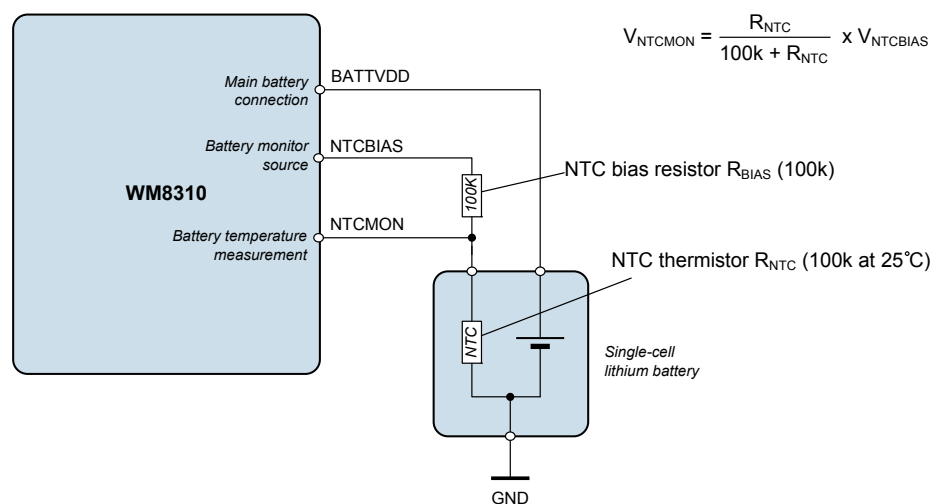 V_NTCMON = R_NTC / 100k + R_NTC x V_NTCBIAS
Main battery
connection
BATTVDD
Battery monitor
source
NTCBIAS
WM8310
100K
NTC bias resistor R_BIAS (100k)
Battery temperature
measurement
NTCMON
NTC thermistor R_NTC (100k at 25°C)
NTC
Single-cell
lithium battery
GND